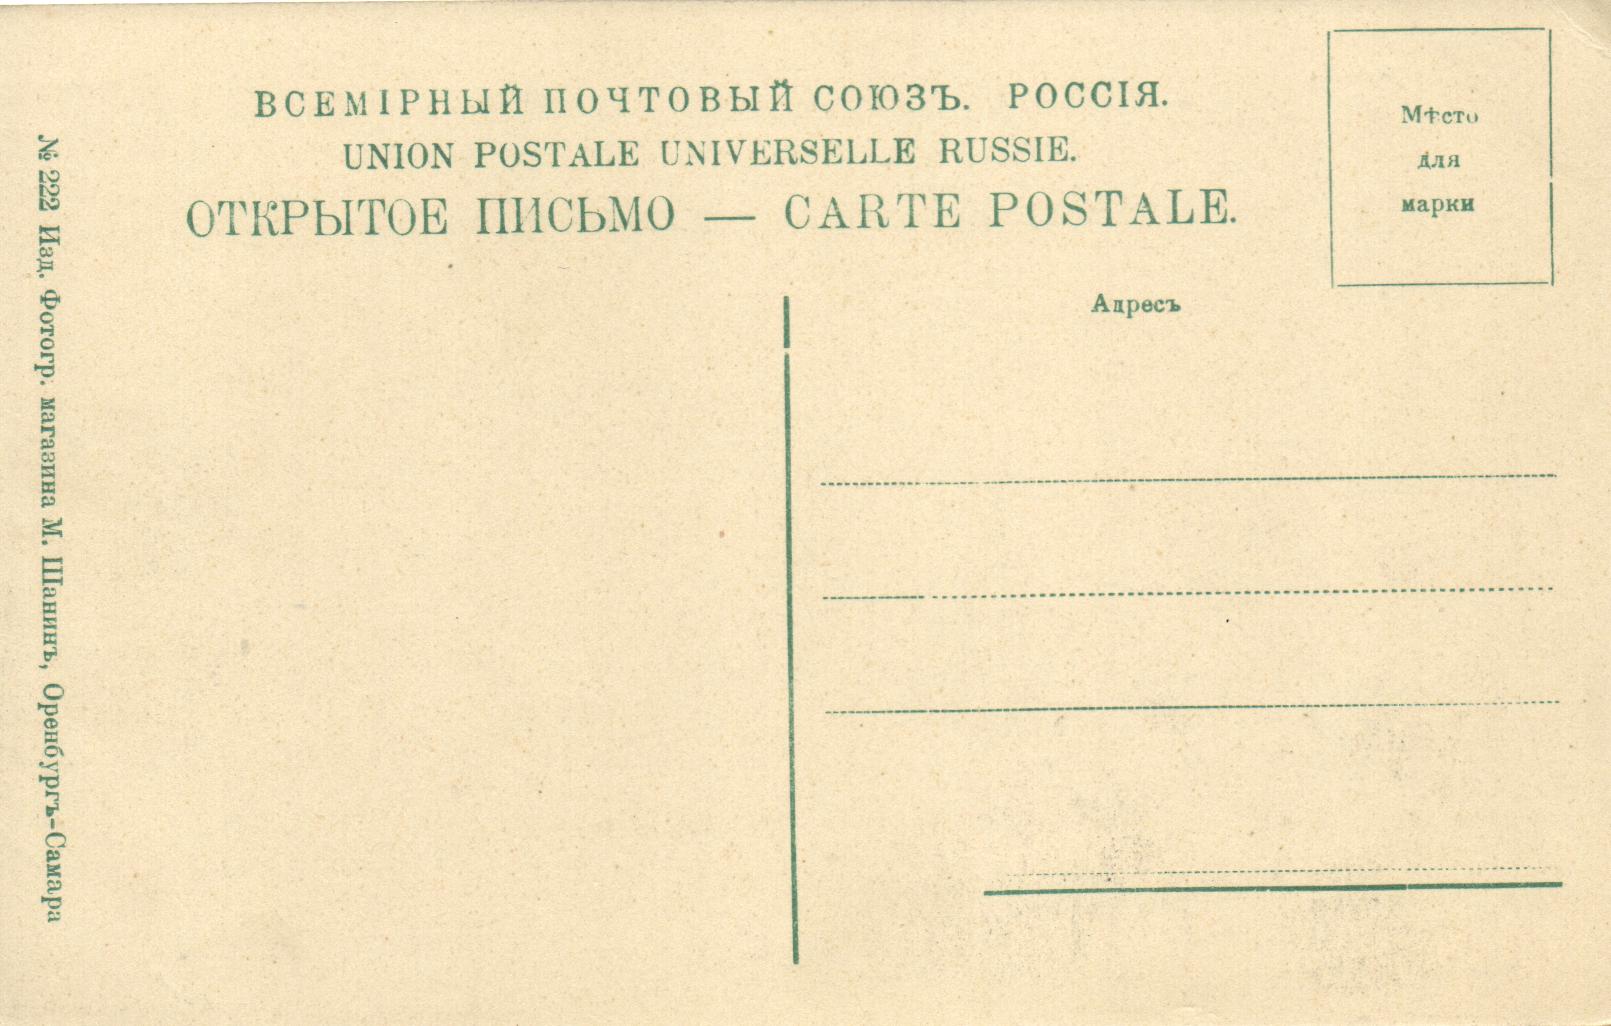 ВСЕМІРНЫЙ ПОЧТОВЫЙ СОЮЗЪ. РОССІЯ.
UNION POSTALE UNIVERSELLE RUSSIE.
ОТКРЫТОЕ ПИСЬМО — CARTE POSTALE.
Мѣсто
для
марки
Адресъ
№ 222 Изд. Фотогр. магазина М. Шанинъ, Оренбургъ-Самара